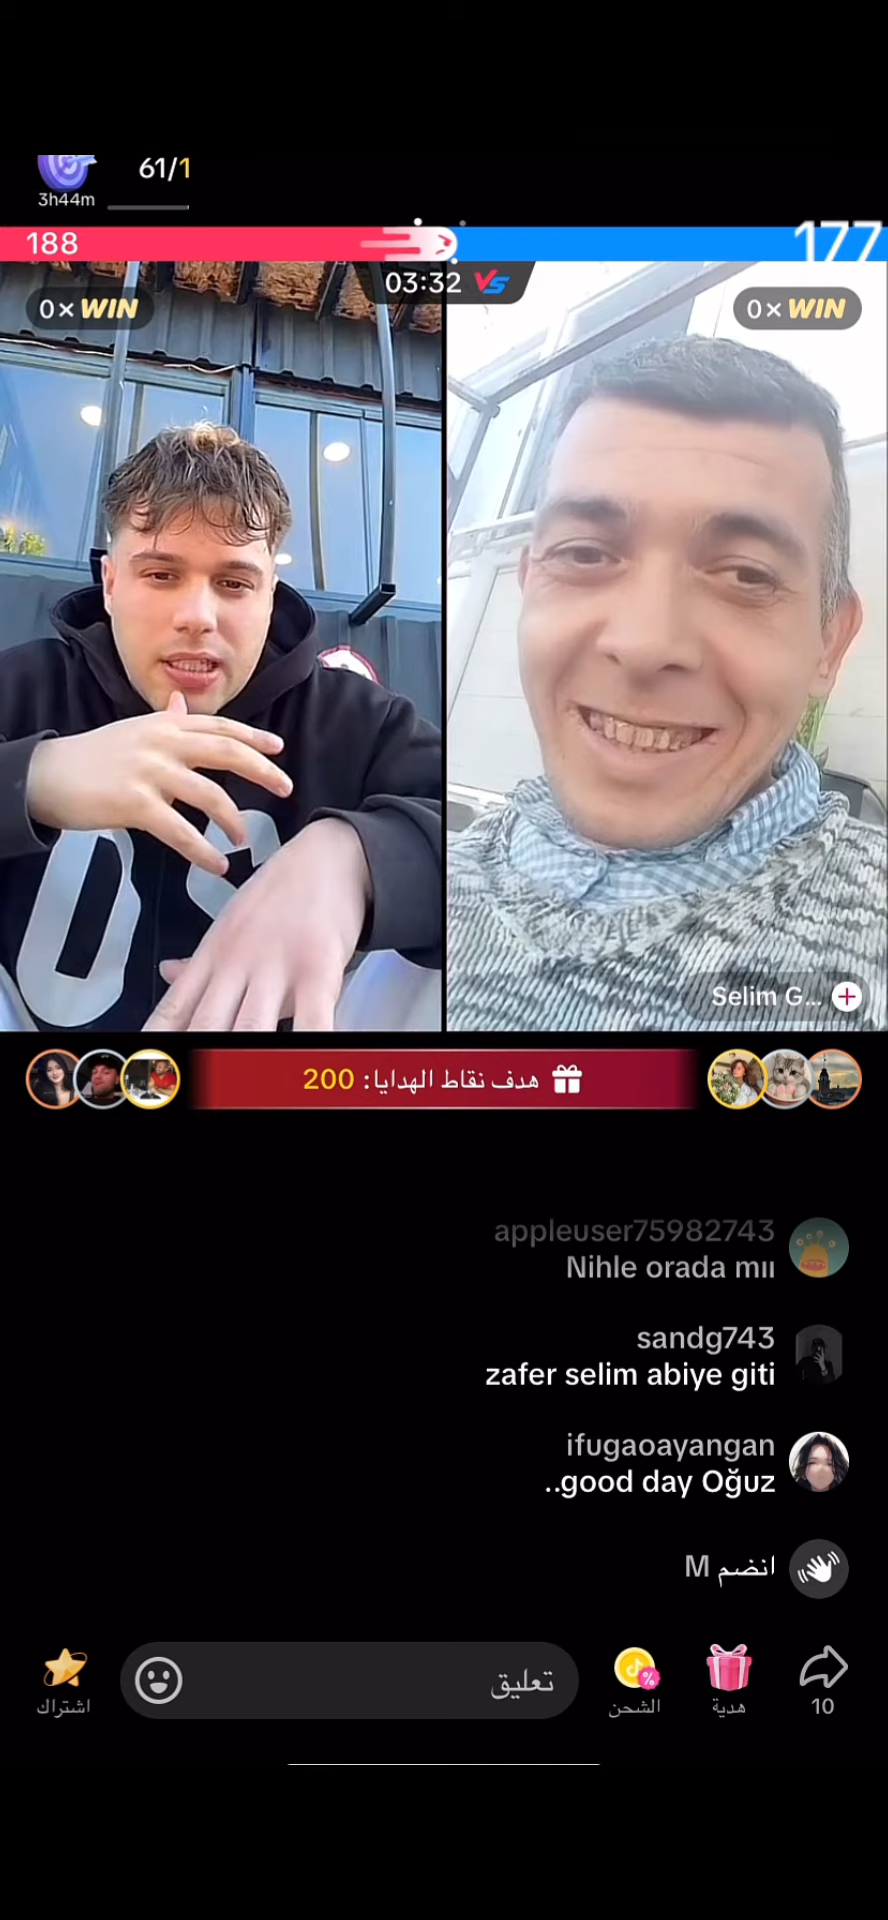 61/1
3h44m
188
177
03:32 VS
0× WIN
0× WIN
Selim G...
هدف نقاط الهدايا: 200
appleuser75982743
Nihle orada mıı
sandg743
zafer selim abiye giti
ifugaoayangan
good day Oğuz..
انضم M
اشتراك
تعليق
الشحن
هدية
10